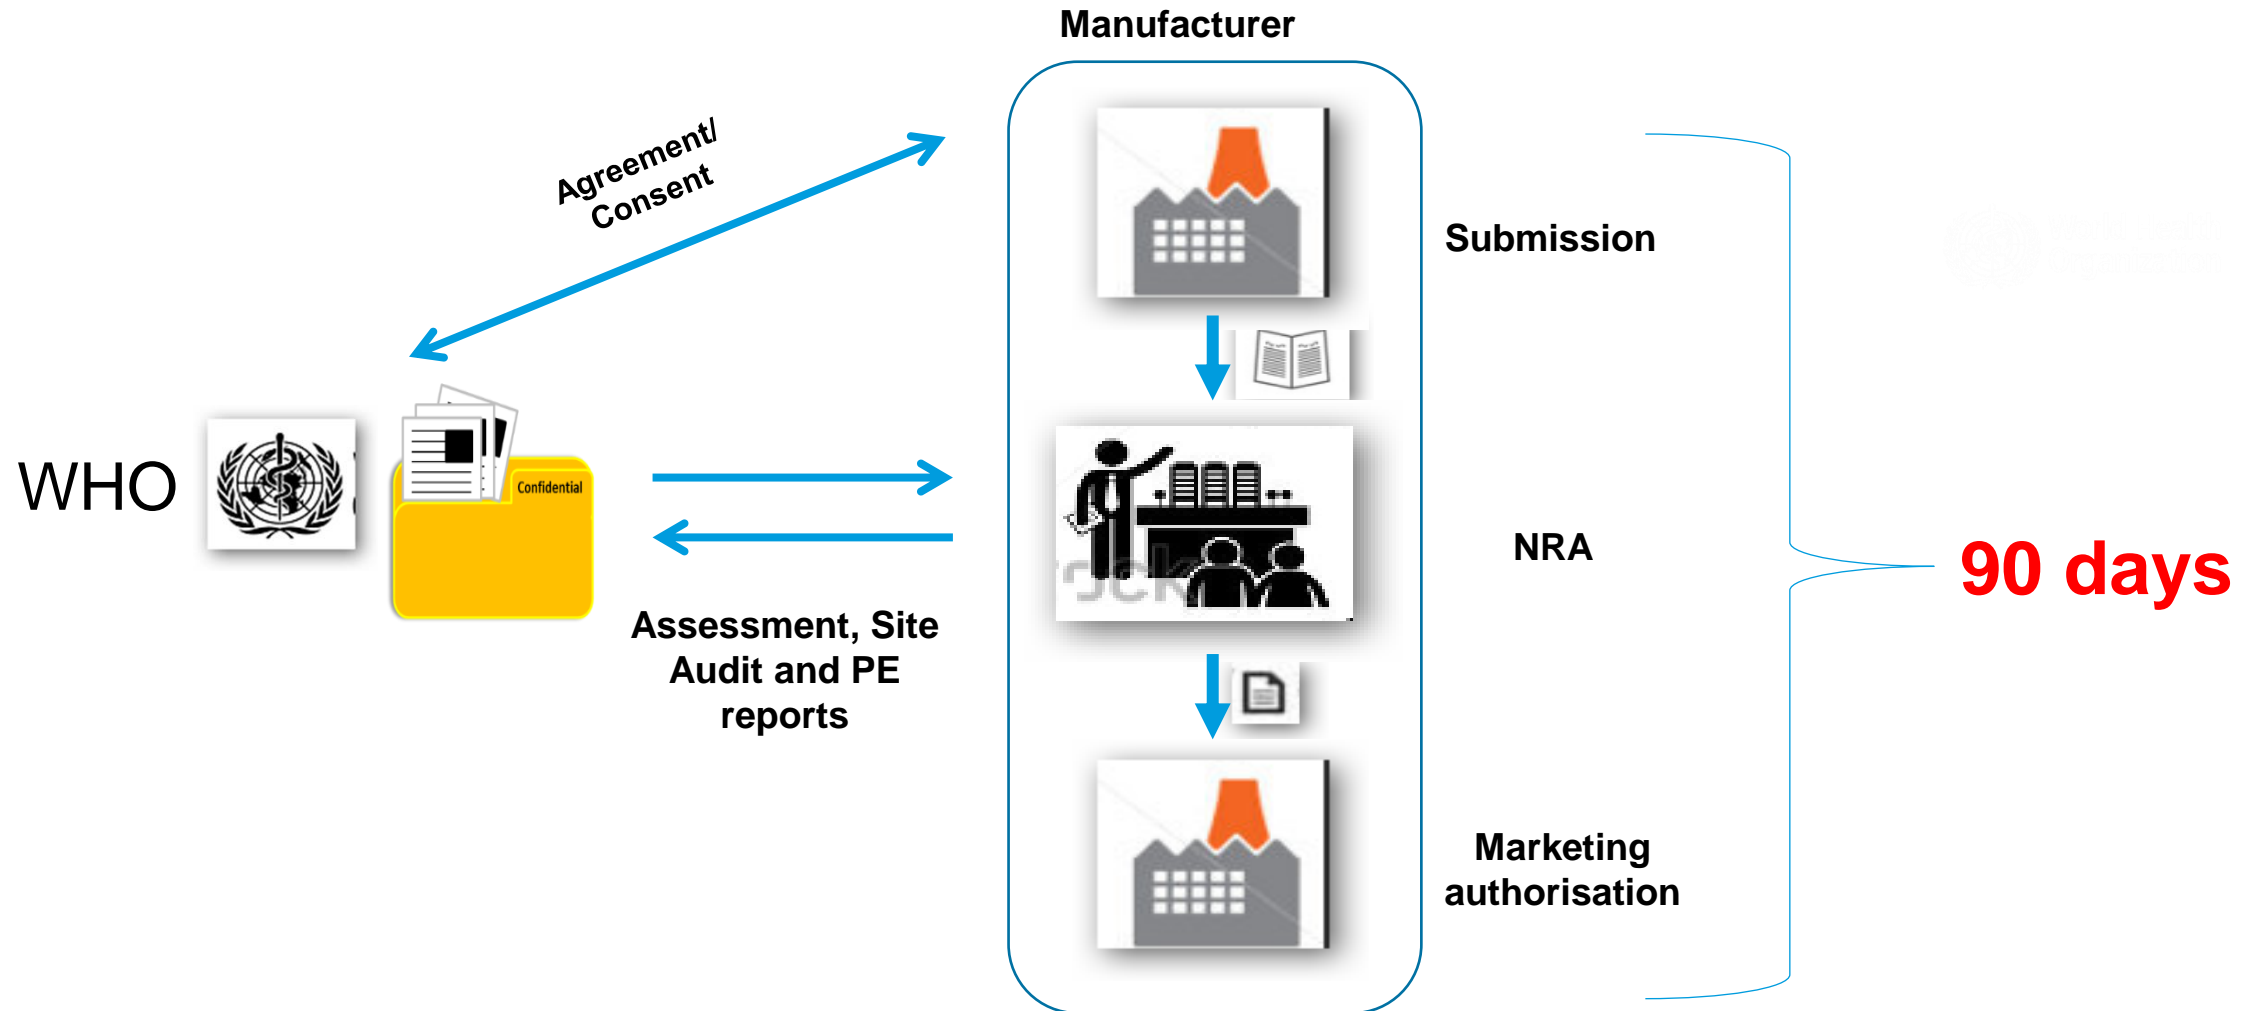 Manufacturer
Agreement/
Consent
Submission
WHO
Confidential
NRA
90 days
Assessment, Site
Audit and PE
reports
Marketing
authorisation